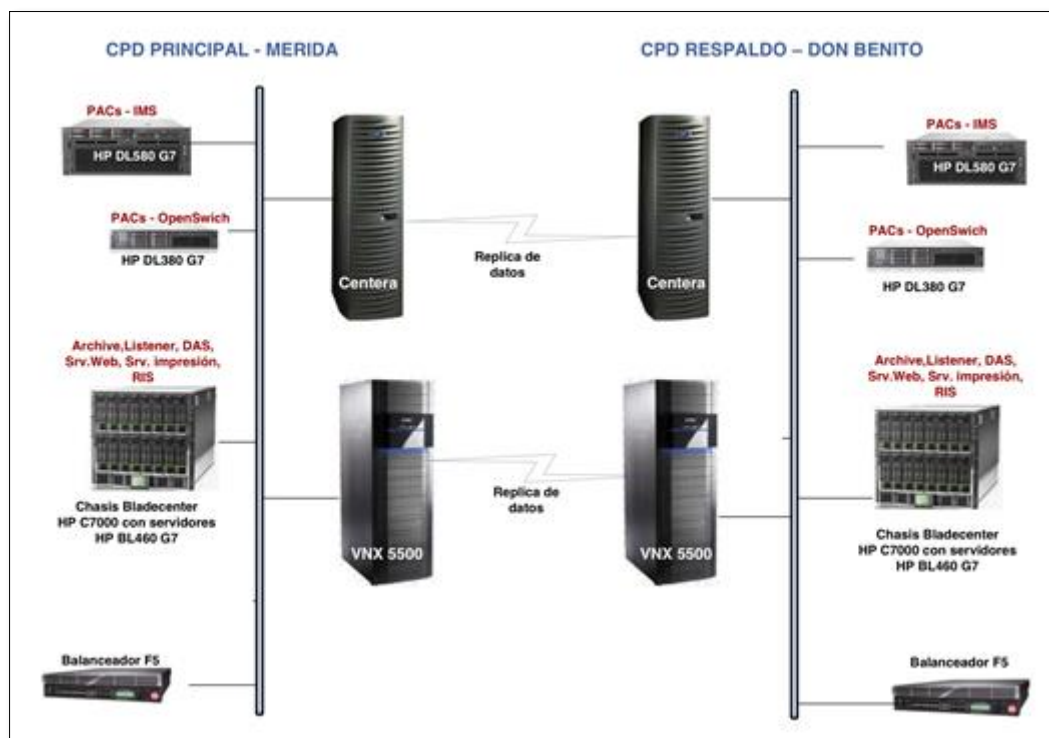 CPD PRINCIPAL - MERIDA
PACs - IMS
HP DL580 G7
PACs - OpenSwich
HP DL380 G7
Archive,Listener, DAS,
Srv.Web, Srv. impresión,
RIS
Chasis Bladecenter
HP C7000 con servidores
HP BL460 G7
Balanceador F5
Centera
VNX 5500
Replica de
datos
Replica de
datos
CPD RESPALDO – DON BENITO
Centera
VNX 5500
PACs - IMS
HP DL580 G7
PACs - OpenSwich
HP DL380 G7
Archive,Listener, DAS,
Srv.Web, Srv. impresión,
RIS
Chasis Bladecenter
HP C7000 con servidores
HP BL460 G7
Balanceador F5